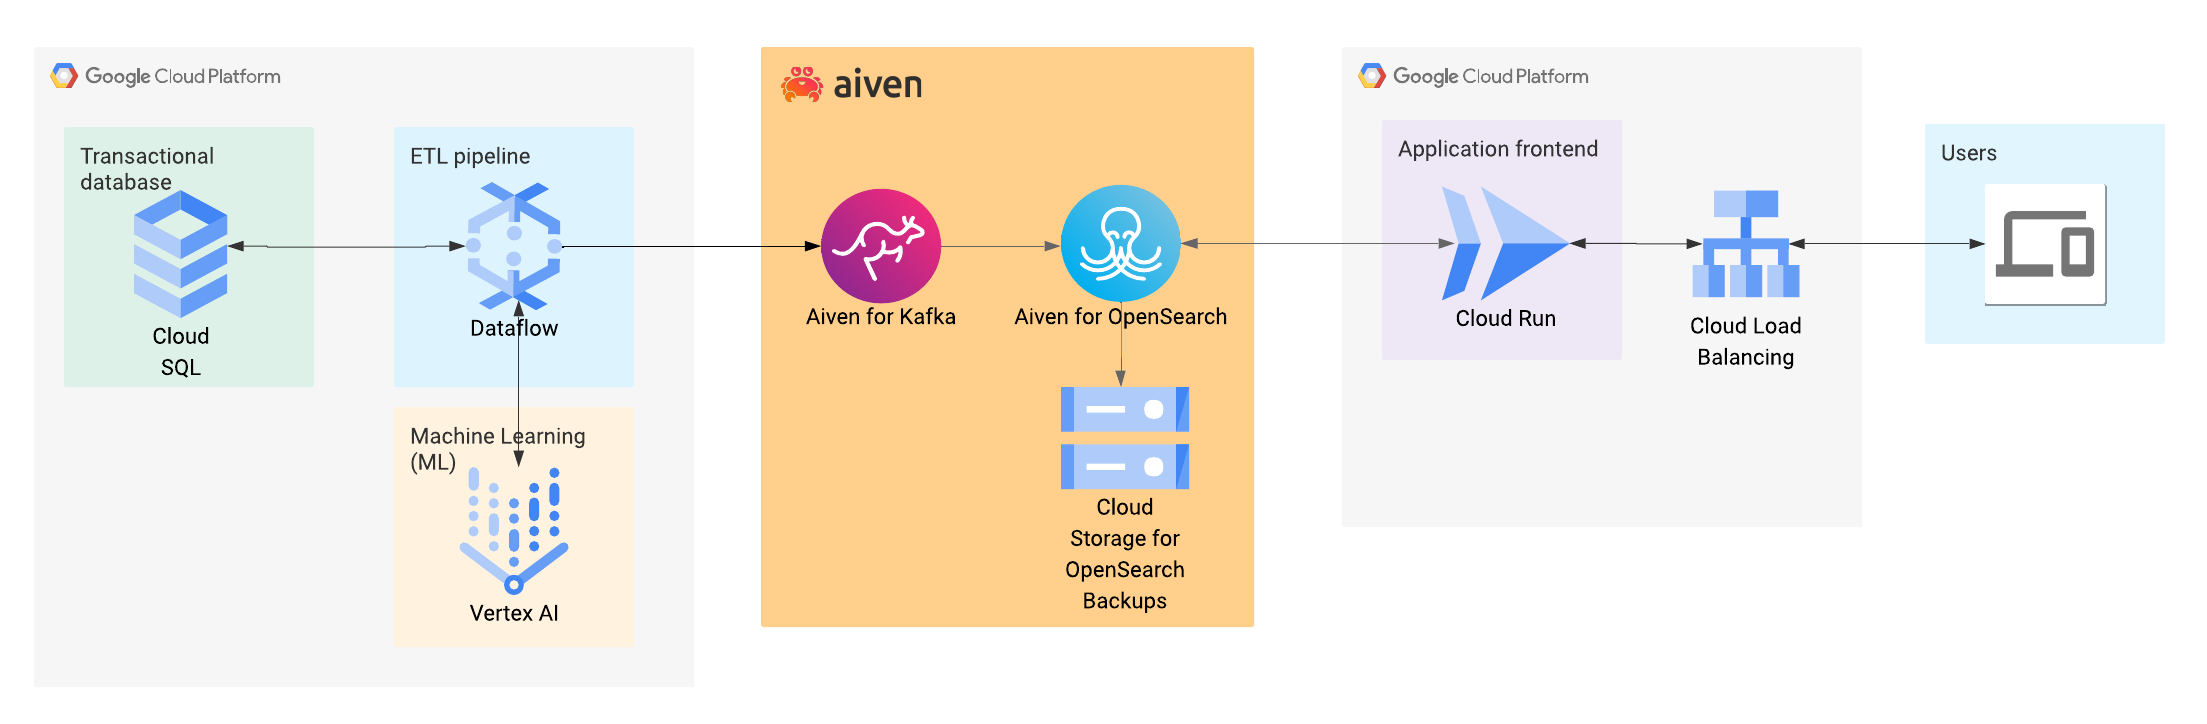 Google Cloud Platform
Transactional
database
Cloud
SQL
ETL pipeline
Dataflow
Machine Learning
(ML)
Vertex AI
aiven
Aiven for Kafka
Aiven for OpenSearch
Cloud
Storage for
OpenSearch
Backups
Google Cloud Platform
Application frontend
Cloud Run
Cloud Load
Balancing
Users